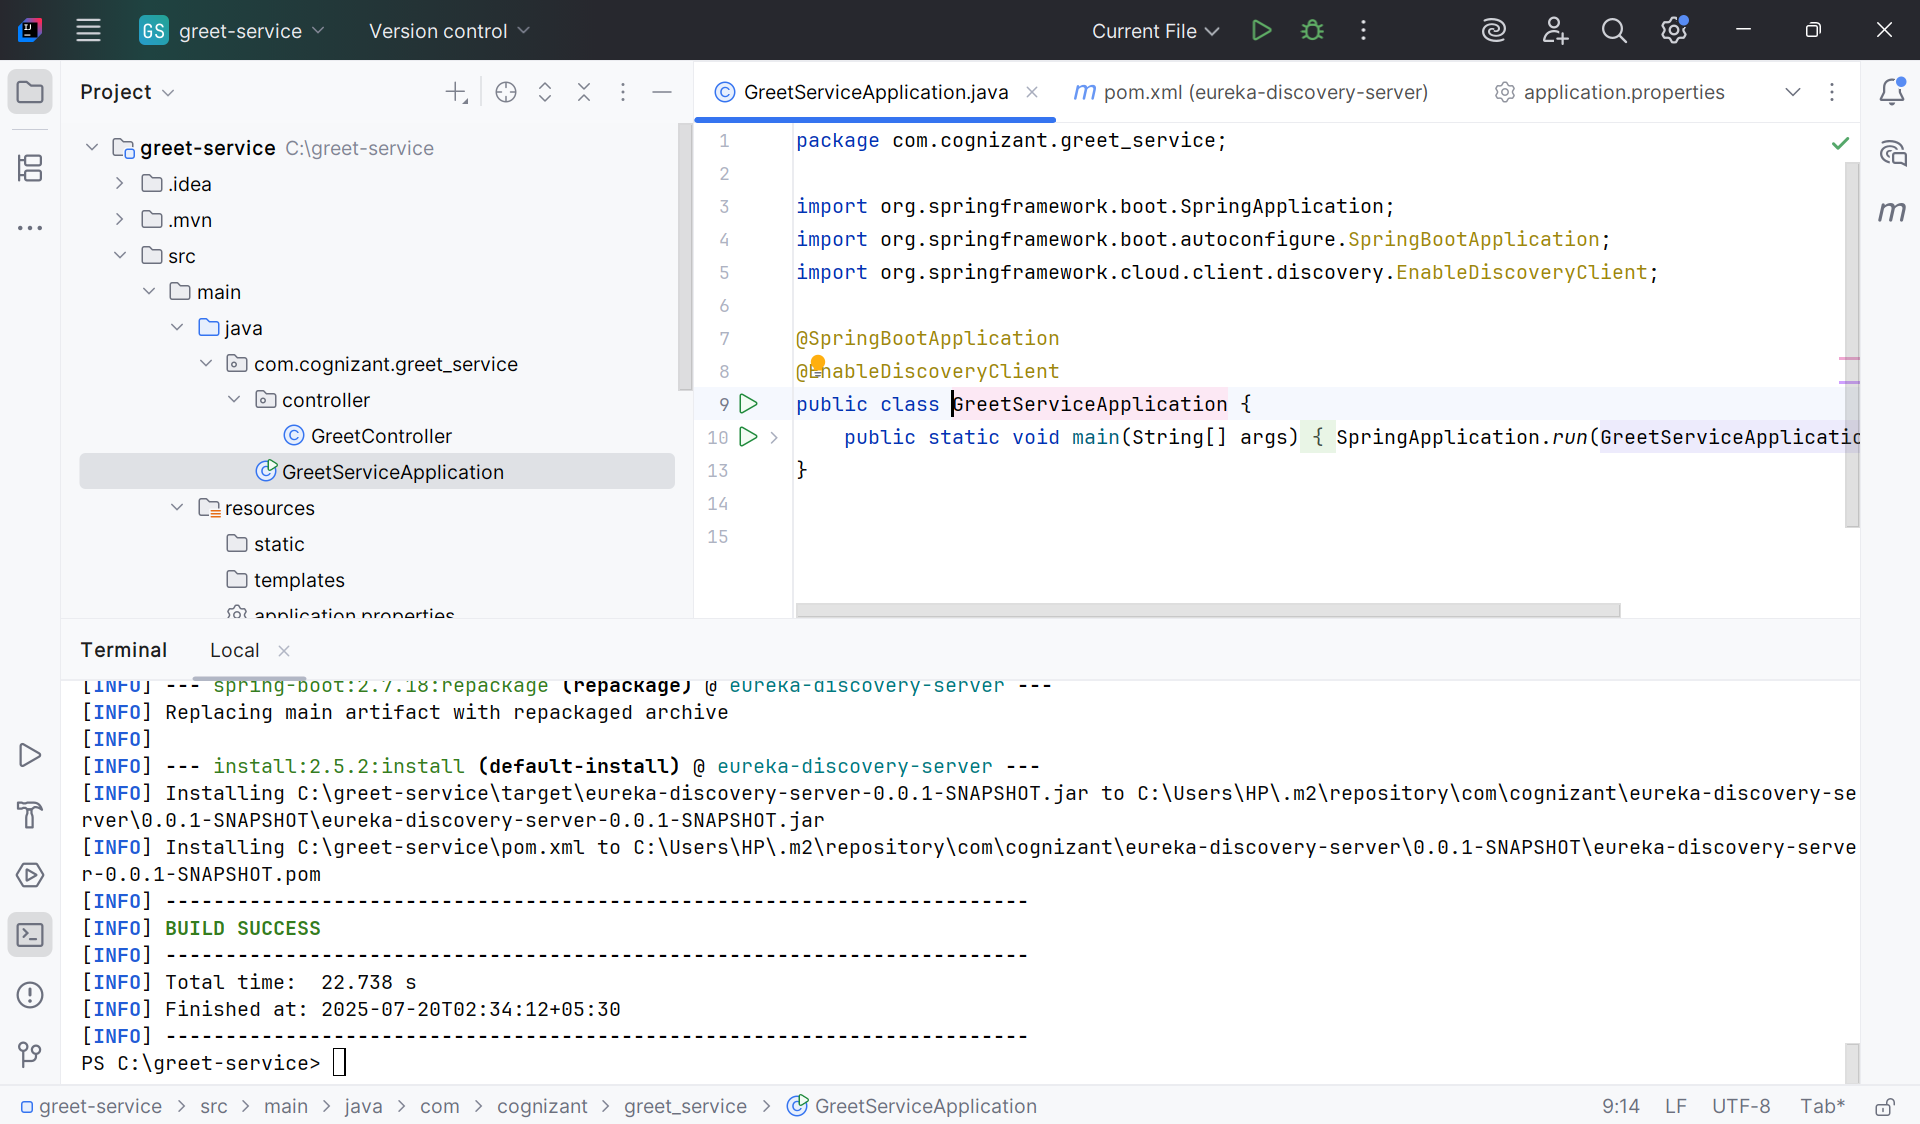 GS greet-service Version control Current File
Project
GreetServiceApplication.java m pom.xml (eureka-discovery-server) application.properties
greet-service C:\greet-service
.idea
.mvn
src
main
java
com.cognizant.greet_service
controller
GreetController
GreetServiceApplication
resources
static
templates
application.properties
1 package com.cognizant.greet_service;
2
3 import org.springframework.boot.SpringApplication;
4 import org.springframework.boot.autoconfigure.SpringBootApplication;
5 import org.springframework.cloud.client.discovery.EnableDiscoveryClient;
6
7 @SpringBootApplication
8 @EnableDiscoveryClient
9 public class GreetServiceApplication {
10 public static void main(String[] args) { SpringApplication.run(GreetServiceApplicatio
13 }
14
15
m
Terminal Local
[INFO] --- spring-boot:2.7.18:repackage (repackage) @ eureka-discovery-server ---
[INFO] Replacing main artifact with repackaged archive
[INFO]
[INFO] --- install:2.5.2:install (default-install) @ eureka-discovery-server ---
[INFO] Installing C:\greet-service\target\eureka-discovery-server-0.0.1-SNAPSHOT.jar to C:\Users\HP\.m2\repository\com\cognizant\eureka-discovery-se
rver\0.0.1-SNAPSHOT\eureka-discovery-server-0.0.1-SNAPSHOT.jar
[INFO] Installing C:\greet-service\pom.xml to C:\Users\HP\.m2\repository\com\cognizant\eureka-discovery-server\0.0.1-SNAPSHOT\eureka-discovery-serve
r-0.0.1-SNAPSHOT.pom
[INFO] ------------------------------------------------------------------------
[INFO] BUILD SUCCESS
[INFO] ------------------------------------------------------------------------
[INFO] Total time:  22.738 s
[INFO] Finished at: 2025-07-20T02:34:12+05:30
[INFO] ------------------------------------------------------------------------
PS C:\greet-service>
greet-service > src > main > java > com > cognizant > greet_service > GreetServiceApplication 9:14 LF UTF-8 Tab*